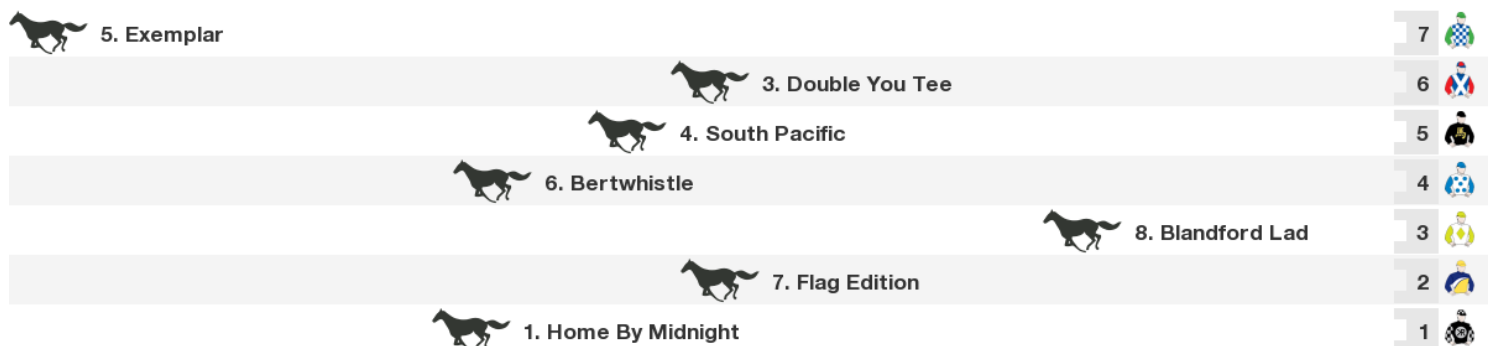 5. Exemplar 7
3. Double You Tee 6
4. South Pacific 5
6. Bertwhistle 4
8. Blandford Lad 3
7. Flag Edition 2
1. Home By Midnight 1